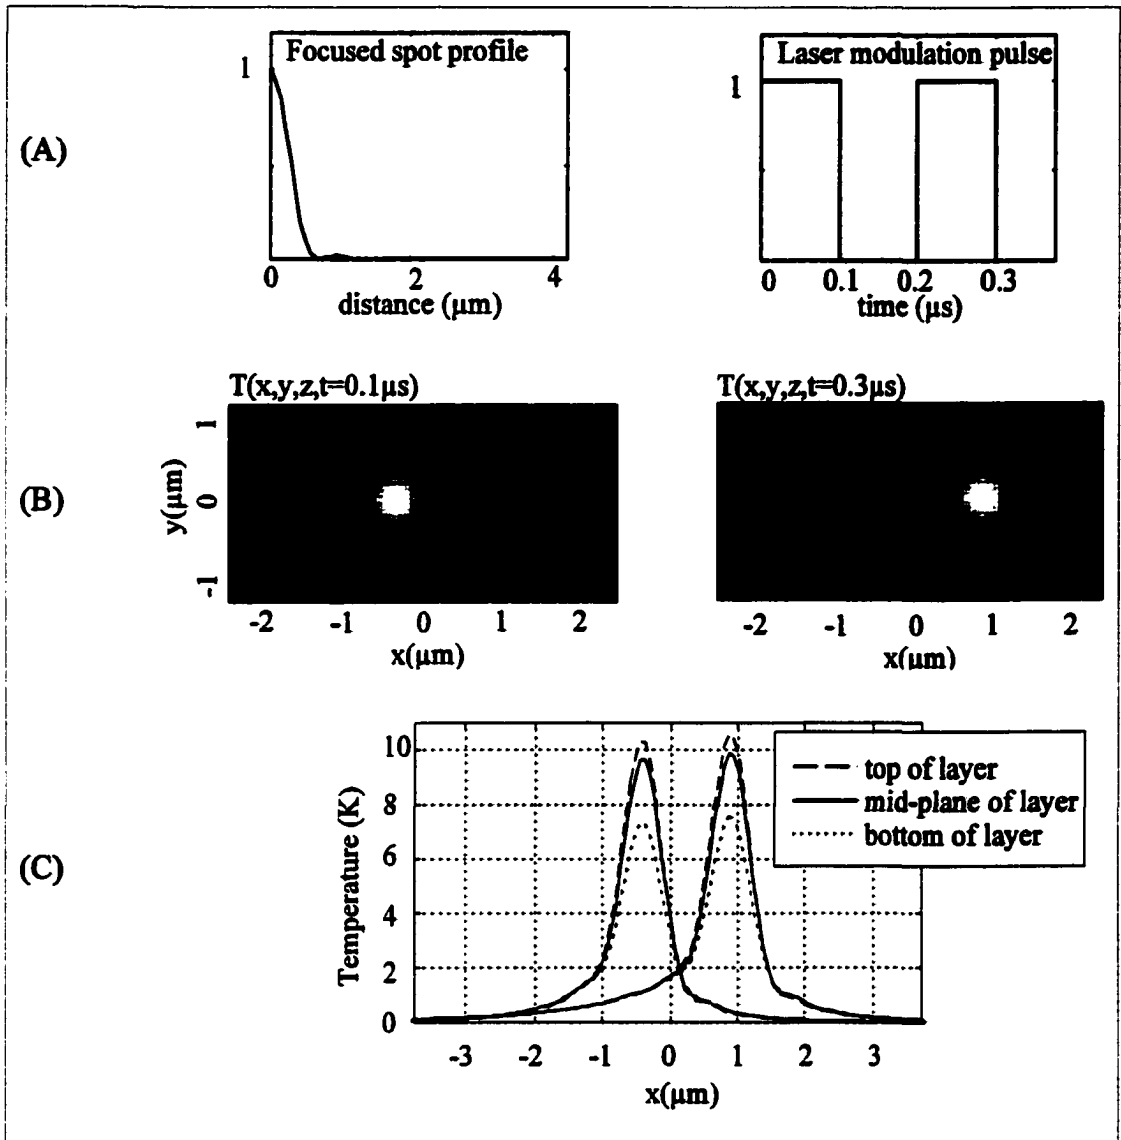 (A)
Focused spot profile
1
0 2 4
distance (μm)
Laser modulation pulse
1
0 0.1 0.2 0.3
time (μs)
(B)
T(x,y,z,t=0.1μs)
1
0
-1
y(μm)
-2 -1 0 1 2
x(μm)
T(x,y,z,t=0.3μs)
-2 -1 0 1 2
x(μm)
(C)
10
8
6
4
2
0
Temperature (K)
-3 -2 -1 0 1 2 3
x(μm)
top of layer
mid-plane of layer
bottom of layer